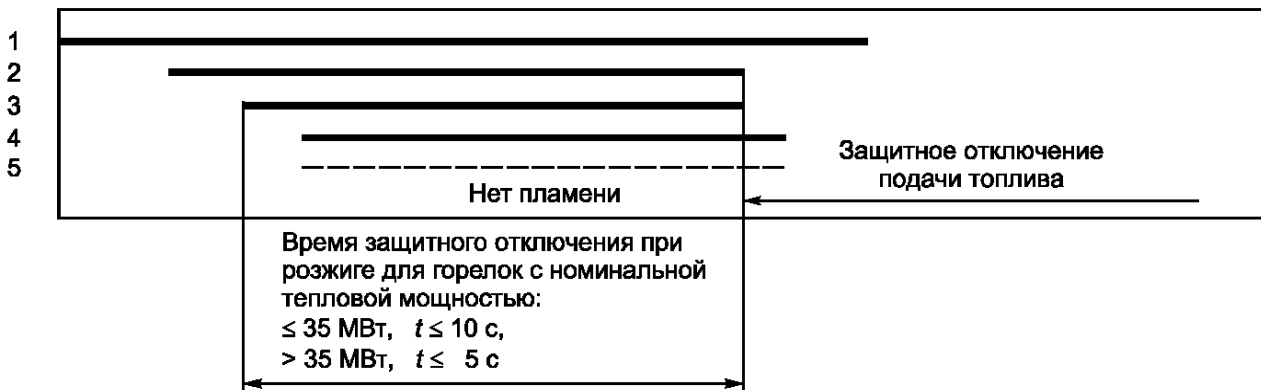 1
2
3
4
5
Защитное отключение
подачи топлива
Нет пламени
Время защитного отключения при
розжиге для горелок с номинальной
тепловой мощностью:
≤ 35 МВт, t ≤ 10 с,
> 35 МВт, t ≤ 5 с